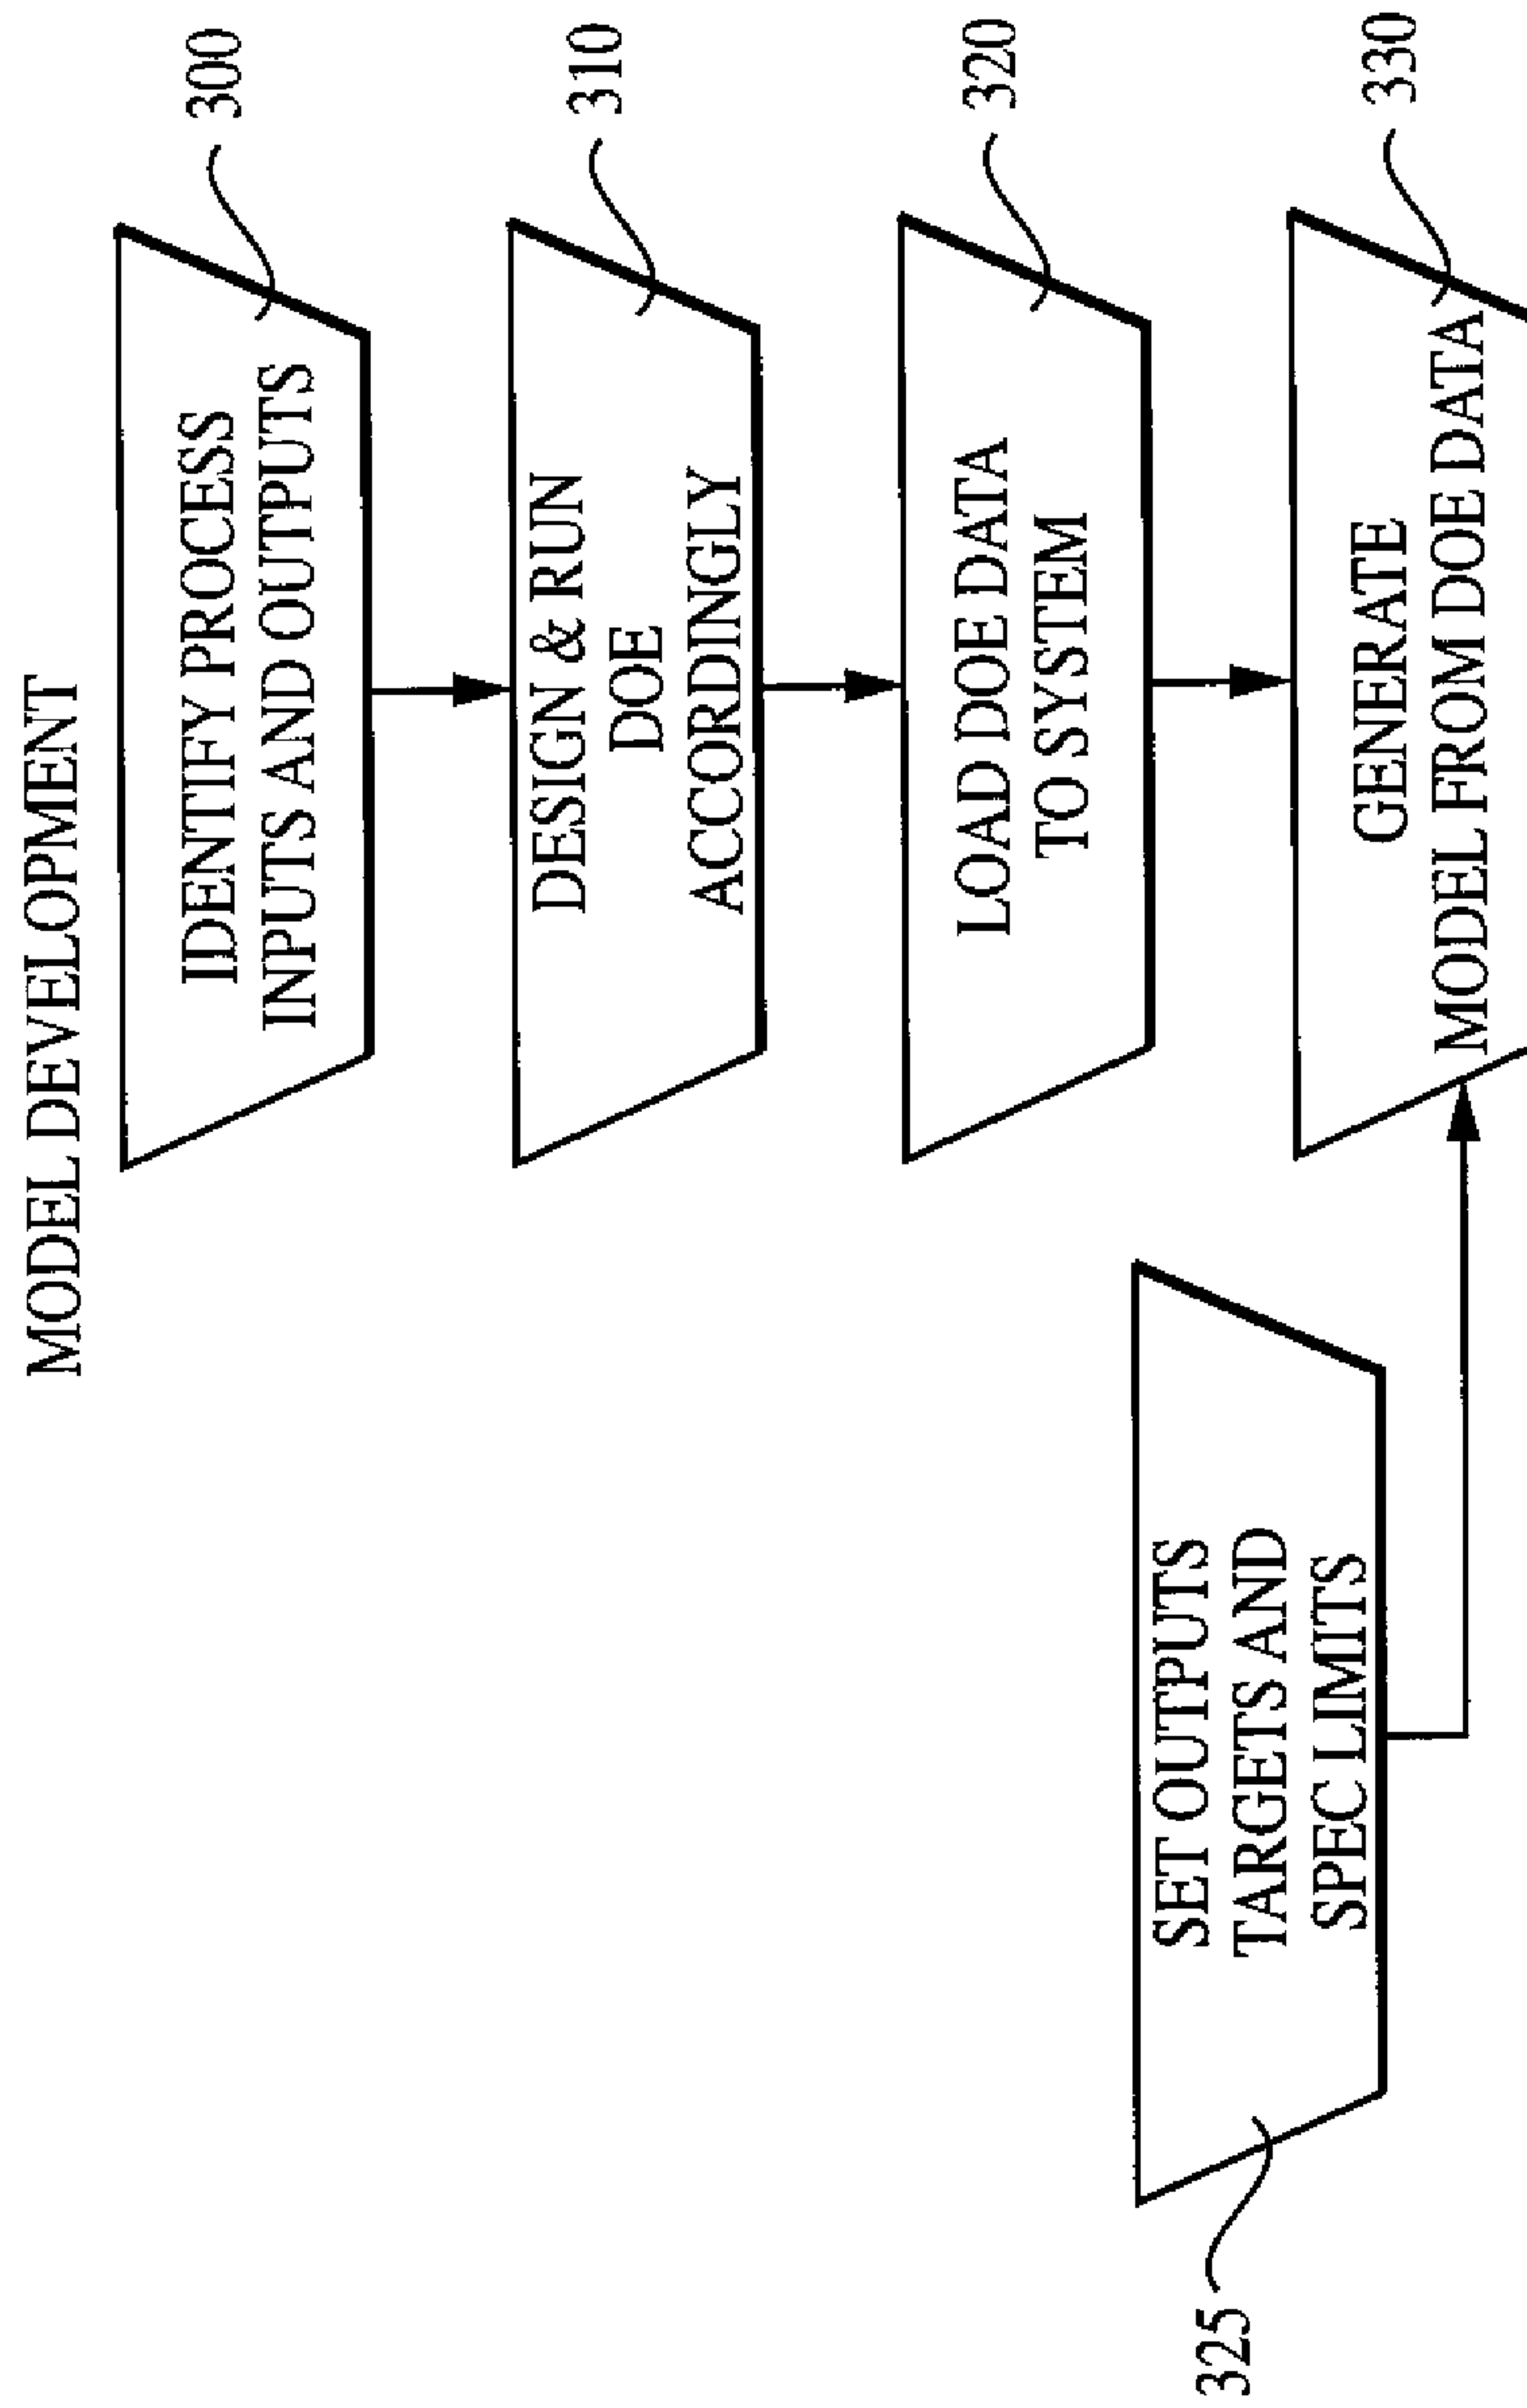 MODEL DEVELOPMENT
IDENTIFY PROCESS
INPUTS AND OUTPUTS
300
DESIGN & RUN
DOE
ACCORDINGLY
310
LOAD DOE DATA
TO SYSTEM
320
SET OUTPUTS
TARGETS AND
SPEC LIMITS
325
GENERATE
MODEL FROM DOE DATA
330